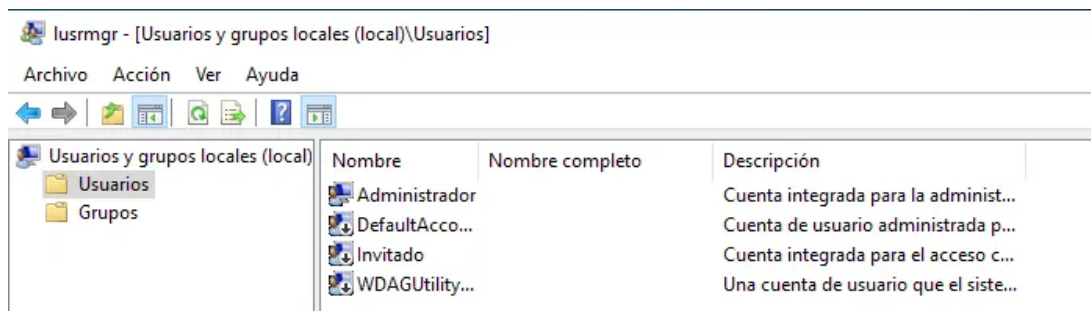 lusrmgr - [Usuarios y grupos locales (local)\Usuarios]
Archivo Acción Ver Ayuda
Usuarios y grupos locales (local)
Usuarios
Grupos
Nombre Nombre completo Descripción
Administrador Cuenta integrada para la administ...
DefaultAcco... Cuenta de usuario administrada p...
Invitado Cuenta integrada para el acceso c...
WDAGUtility... Una cuenta de usuario que el siste...